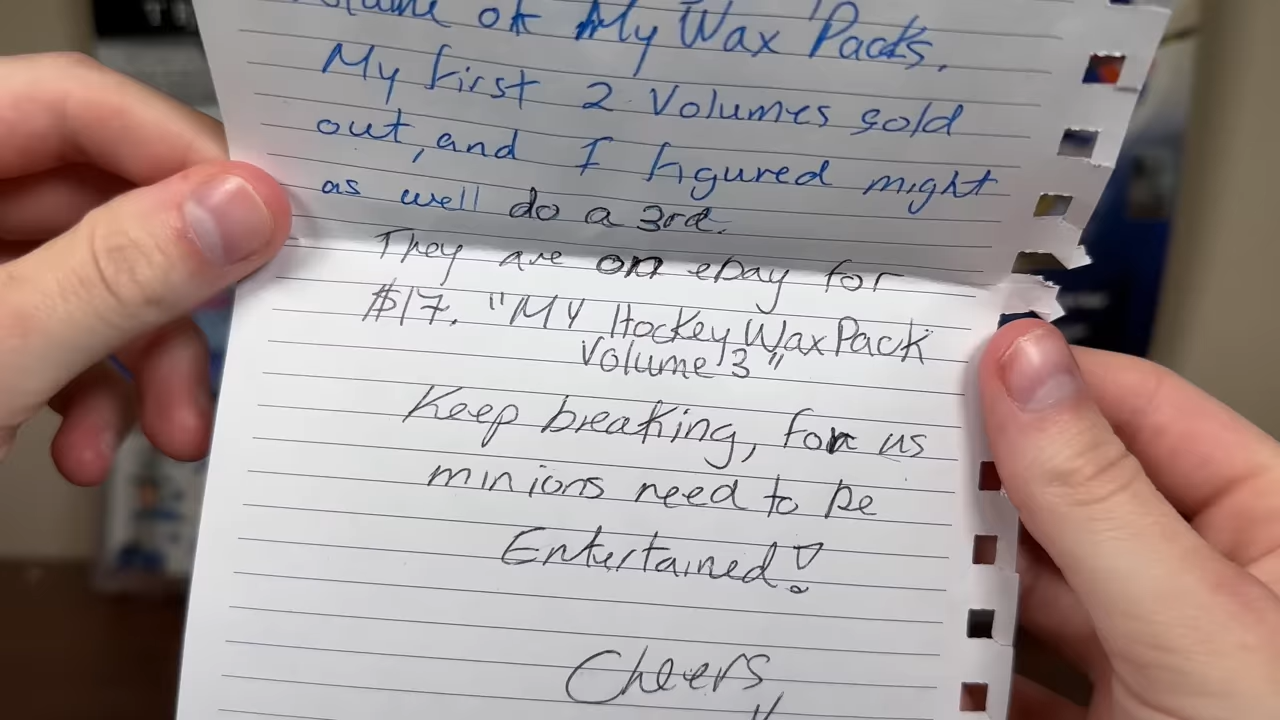 Volume of My Wax Packs.
My first 2 Volumes sold
out, and I figured might
as well do a 3rd.
They are on ebay for
$17. "MY Hockey Wax Pack
Volume 3"
Keep breaking, for us
minions need to be
Entertained!
Cheers,